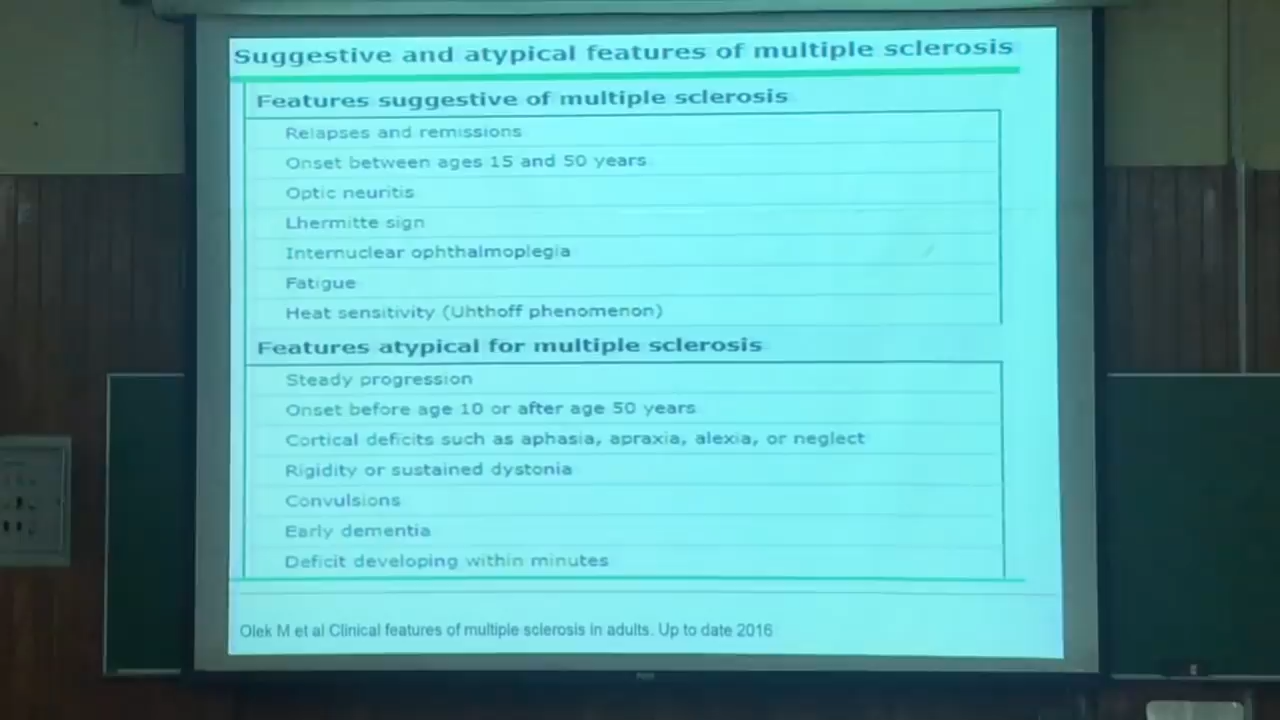 Suggestive and atypical features of multiple sclerosis
Features suggestive of multiple sclerosis
Relapses and remissions
Onset between ages 15 and 50 years
Optic neuritis
Lhermitte sign
Internuclear ophthalmoplegia
Fatigue
Heat sensitivity (Uhthoff phenomenon)
Features atypical for multiple sclerosis
Steady progression
Onset before age 10 or after age 50 years
Cortical deficits such as aphasia, apraxia, alexia, or neglect
Rigidity or sustained dystonia
Convulsions
Early dementia
Deficit developing within minutes
Olek M et al Clinical features of multiple sclerosis in adults. Up to date 2016